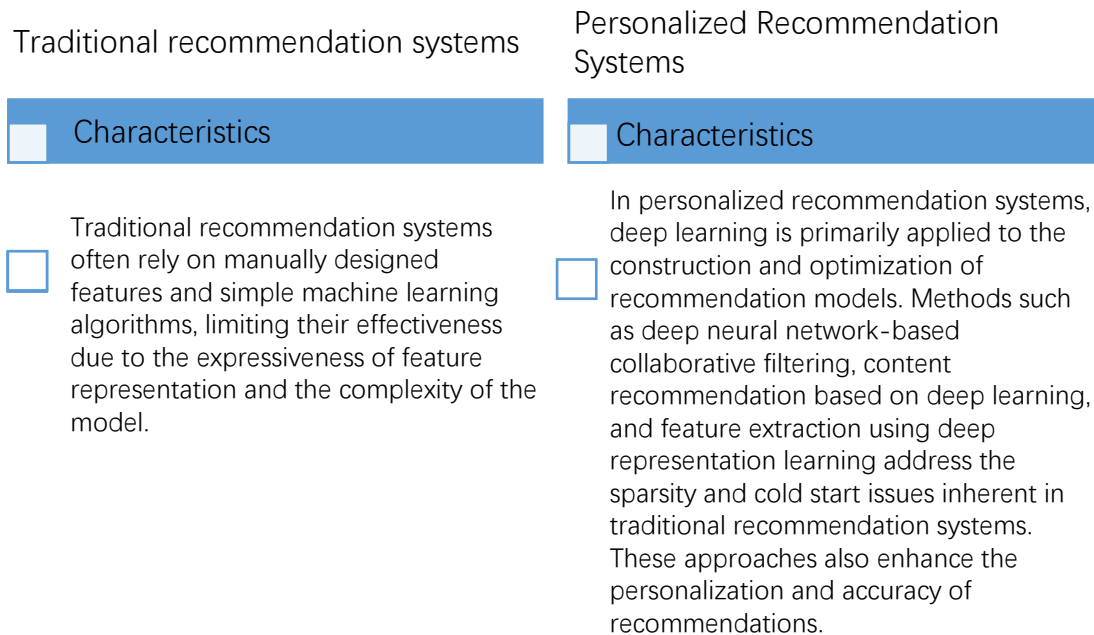 Traditional recommendation systems
Characteristics
Traditional recommendation systems
often rely on manually designed
features and simple machine learning
algorithms, limiting their effectiveness
due to the expressiveness of feature
representation and the complexity of the
model.
Personalized Recommendation
Systems
Characteristics
In personalized recommendation systems,
deep learning is primarily applied to the
construction and optimization of
recommendation models. Methods such
as deep neural network-based
collaborative filtering, content
recommendation based on deep learning,
and feature extraction using deep
representation learning address the
sparsity and cold start issues inherent in
traditional recommendation systems.
These approaches also enhance the
personalization and accuracy of
recommendations.